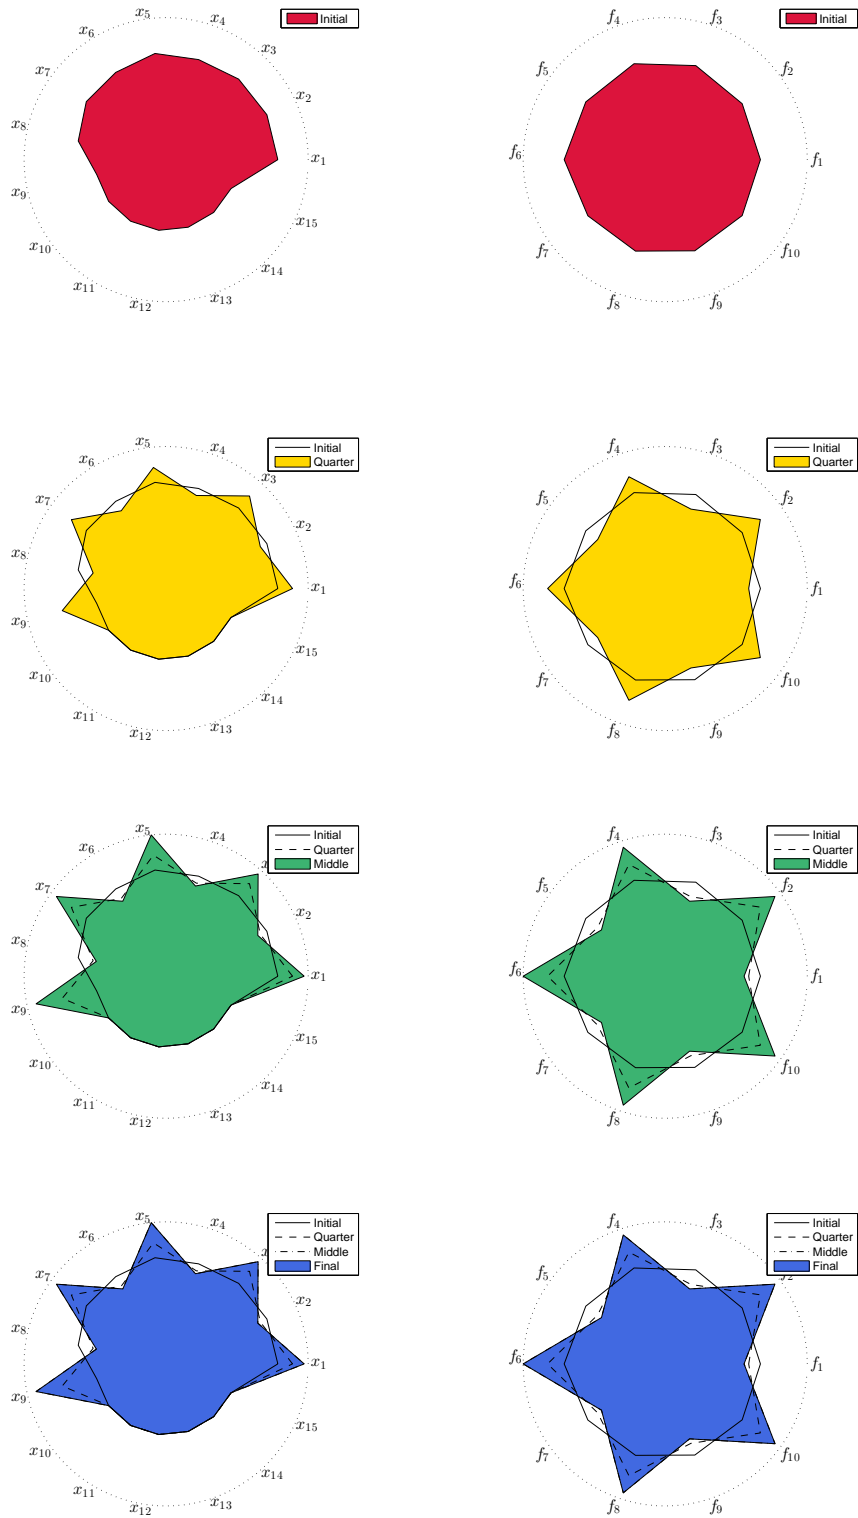 x5 x4 x3 x2 x1 x6 x7 x8 x9 x10 x11 x12 x13 x14 x15
Initial
f4 f3 f2 f1 f5 f6 f7 f8 f9 f10
Initial
x5 x4 x3 x2 x1 x6 x7 x8 x9 x10 x11 x12 x13 x14 x15
Initial
Quarter
f4 f3 f2 f1 f5 f6 f7 f8 f9 f10
Initial
Quarter
x5 x4 x2 x1 x6 x7 x8 x9 x10 x11 x12 x13 x14 x15
Initial
Quarter
Middle
f4 f3 f2 f1 f5 f6 f7 f8 f9 f10
Initial
Quarter
Middle
x5 x4 x2 x1 x6 x7 x8 x9 x10 x11 x12 x13 x14 x15
Initial
Quarter
Middle
Final
f4 f3 f1 f5 f6 f7 f8 f9 f10
Initial
Quarter
Middle
Final